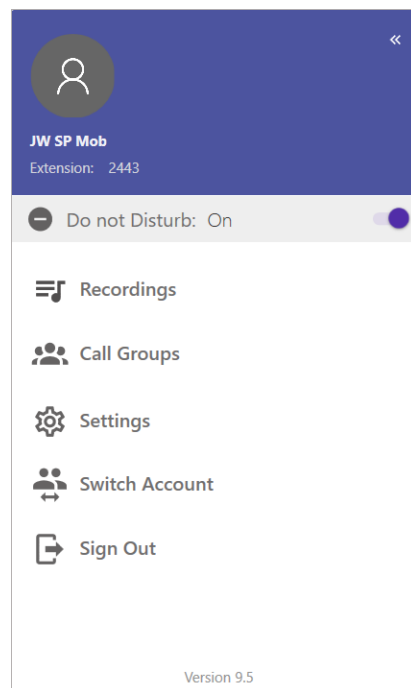 JW SP Mob
Extension: 2443
Do not Disturb: On
Recordings
Call Groups
Settings
Switch Account
Sign Out
Version 9.5